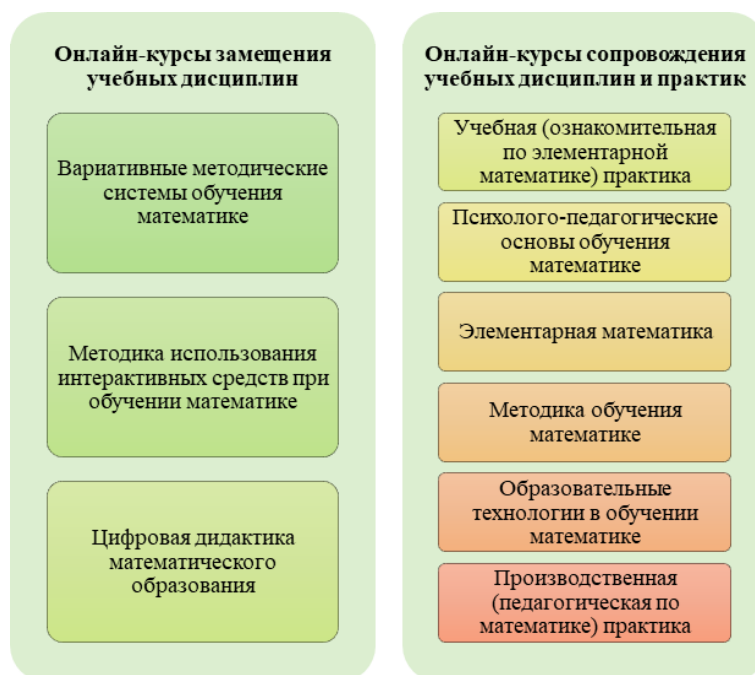 Онлайн-курсы замещения
учебных дисциплин
Вариативные методические
системы обучения
математике
Методика использования
интерактивных средств при
обучении математике
Цифровая дидактика
математического
образования
Онлайн-курсы сопровождения
учебных дисциплин и практик
Учебная (ознакомительная
по элементарной
математике) практика
Психолого-педагогические
основы обучения
математике
Элементарная математика
Методика обучения
математике
Образовательные
технологии в обучении
математике
Производственная
(педагогическая по
математике) практика